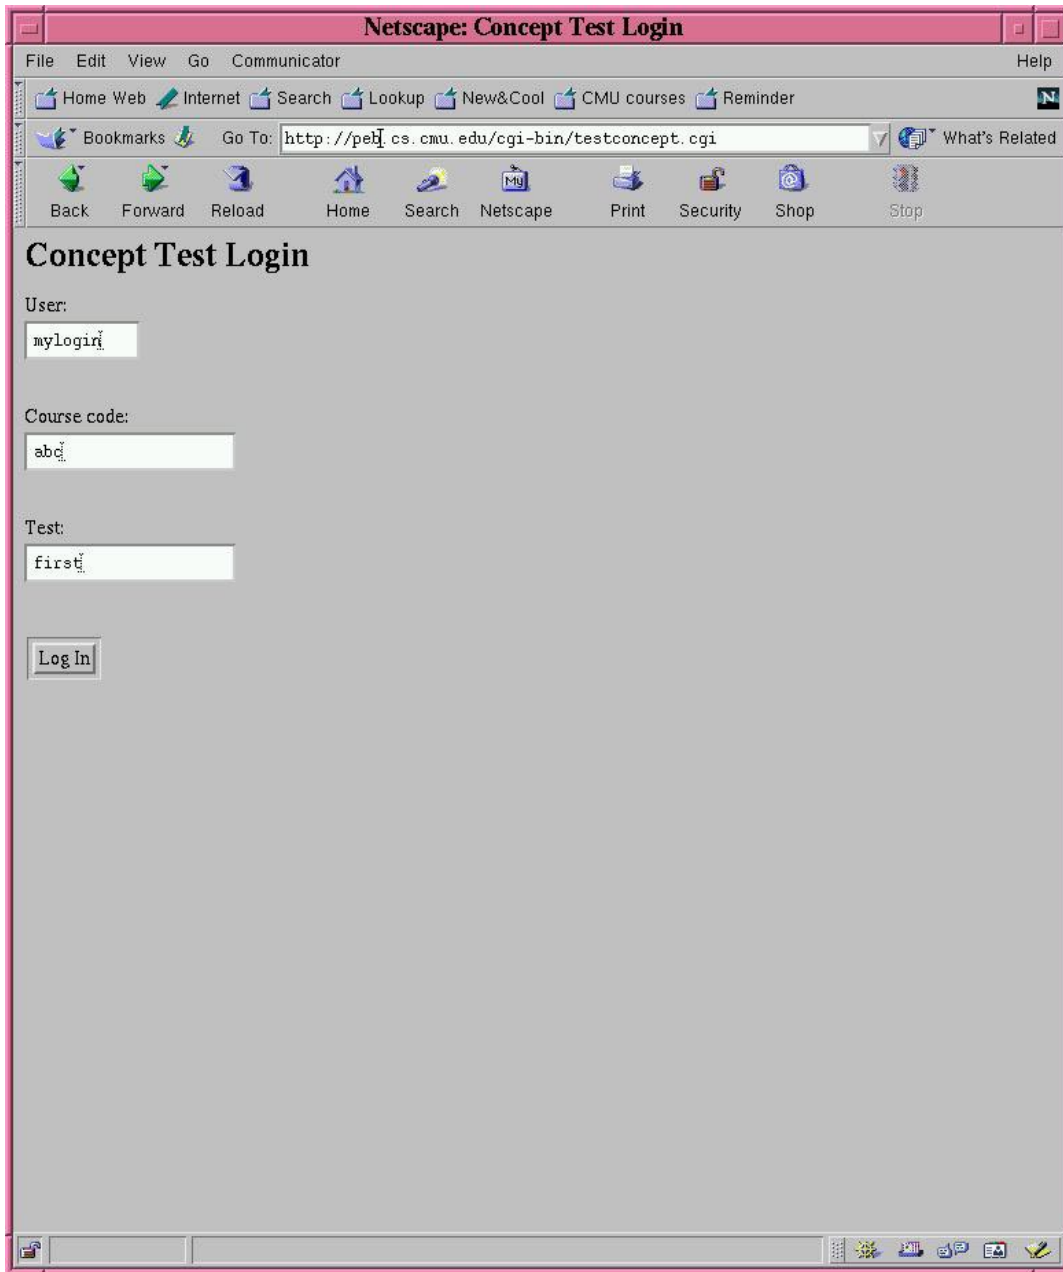 Netscape: Concept Test Login
File Edit View Go Communicator Help
Home Web Internet Search Lookup New&Cool CMU courses Reminder N
Bookmarks Go To: http://peb.cs.cmu.edu/cgi-bin/testconcept.cgi What's Related
My
Back Forward Reload Home Search Netscape Print Security Shop Stop
Concept Test Login
User:
mylogin
Course code:
abc
Test:
first
Log In